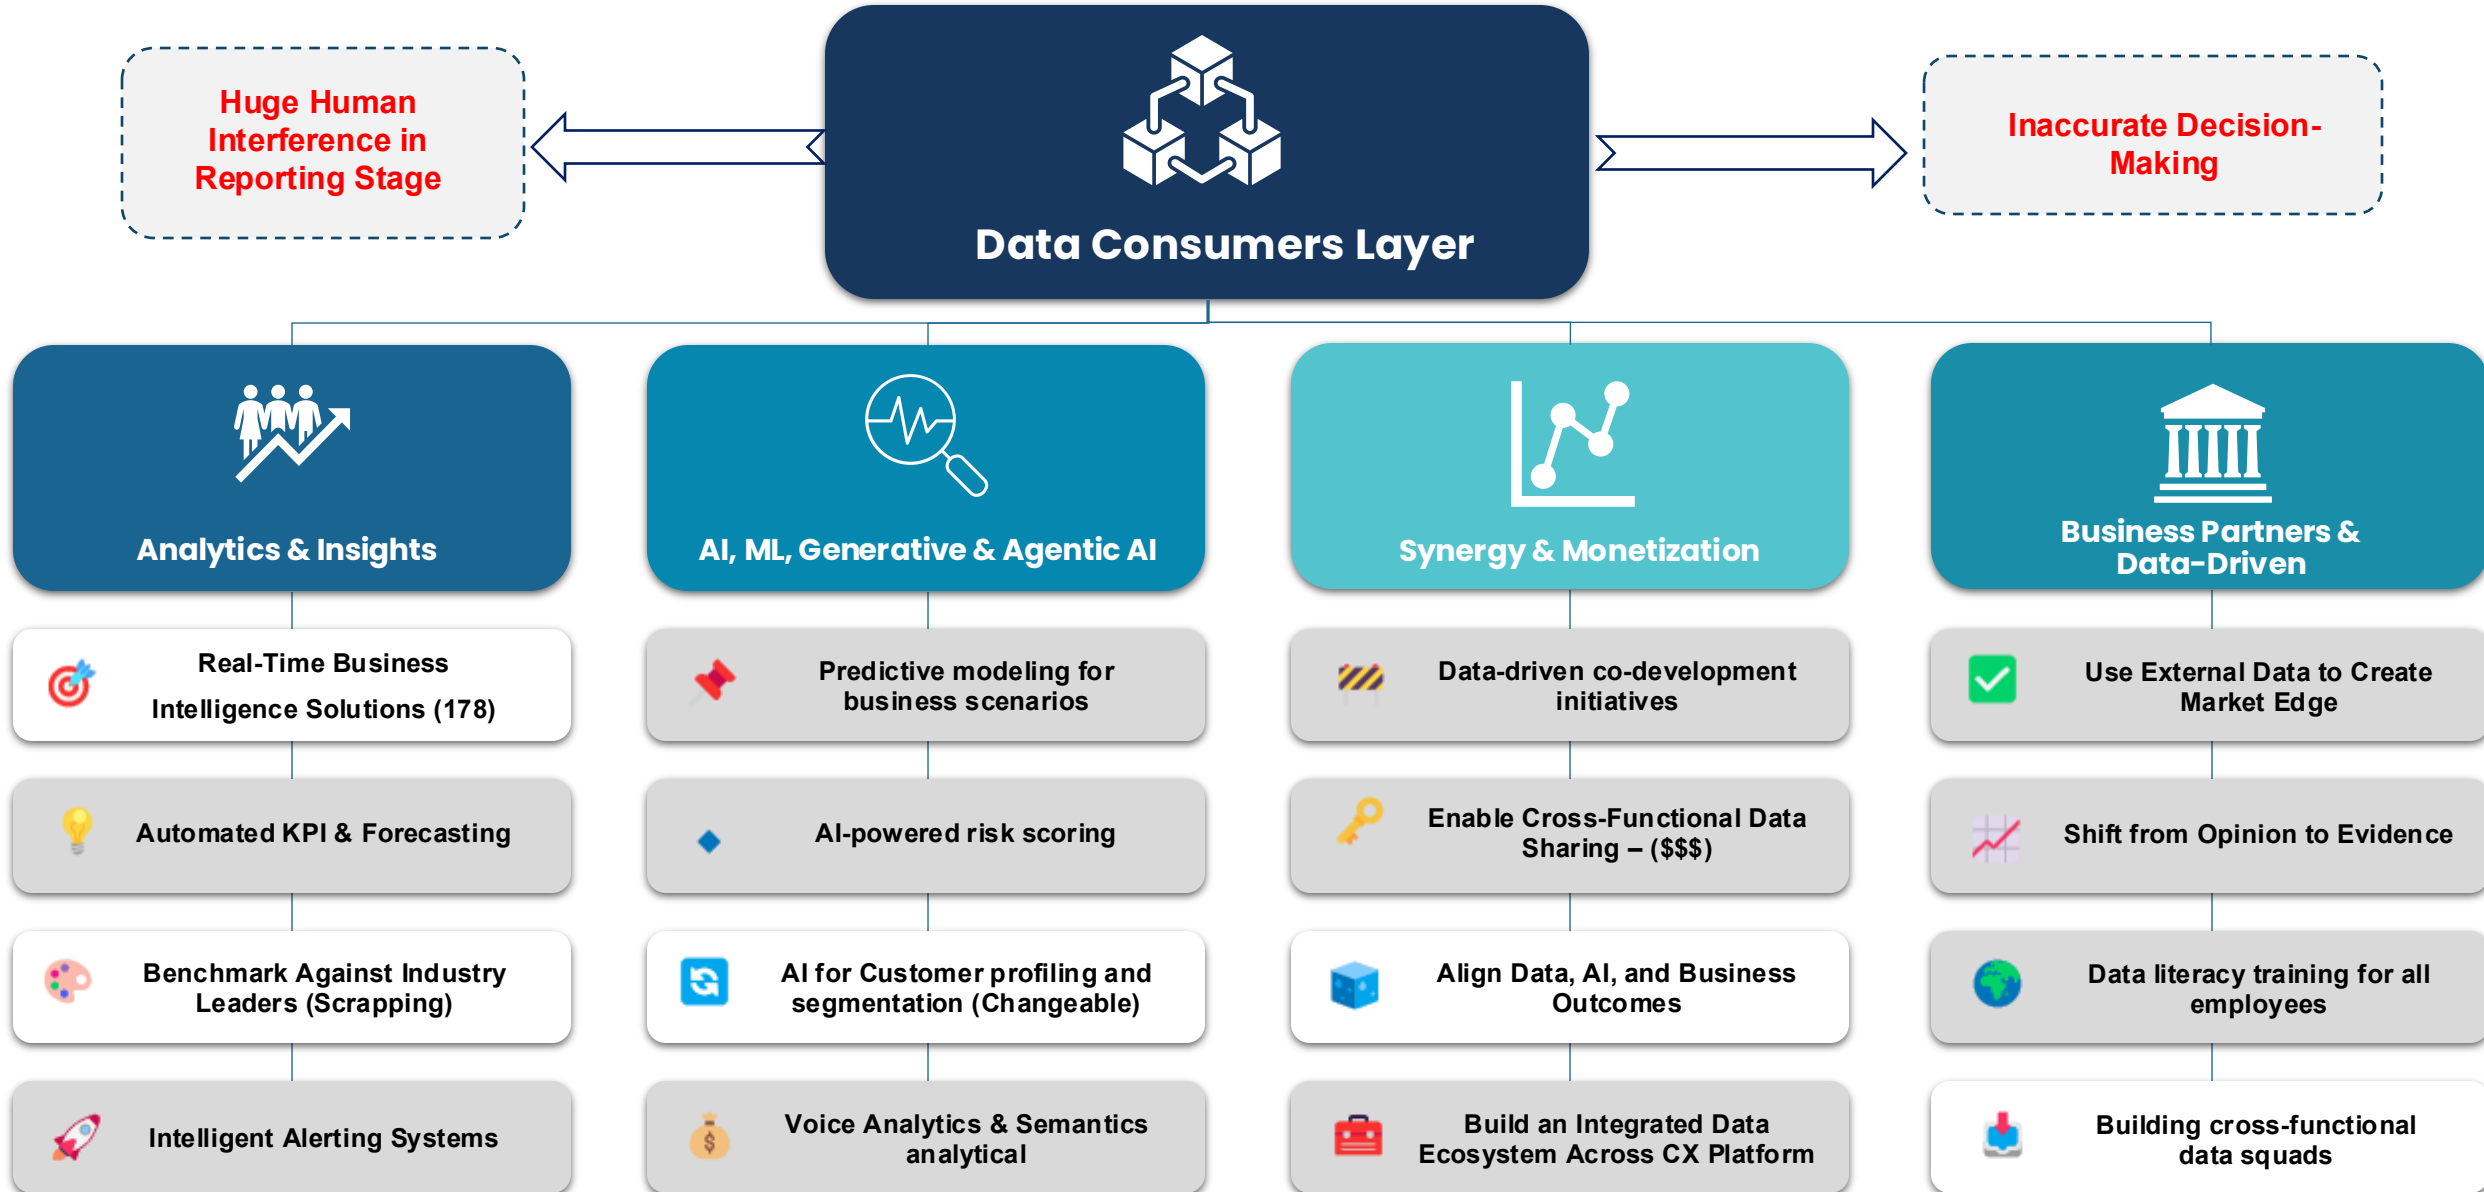 Huge Human
Interference in
Reporting Stage
Data Consumers Layer
Inaccurate Decision-
Making
Analytics & Insights
Real-Time Business
Intelligence Solutions (178)
Automated KPI & Forecasting
Benchmark Against Industry
Leaders (Scrapping)
Intelligent Alerting Systems
AI, ML, Generative & Agentic AI
Predictive modeling for
business scenarios
AI-powered risk scoring
AI for Customer profiling and
segmentation (Changeable)
Voice Analytics & Semantics
analytical
Synergy & Monetization
Data-driven co-development
initiatives
Enable Cross-Functional Data
Sharing – ($$$)
Align Data, AI, and Business
Outcomes
Build an Integrated Data
Ecosystem Across CX Platform
Business Partners &
Data-Driven
Use External Data to Create
Market Edge
Shift from Opinion to Evidence
Data literacy training for all
employees
Building cross-functional
data squads